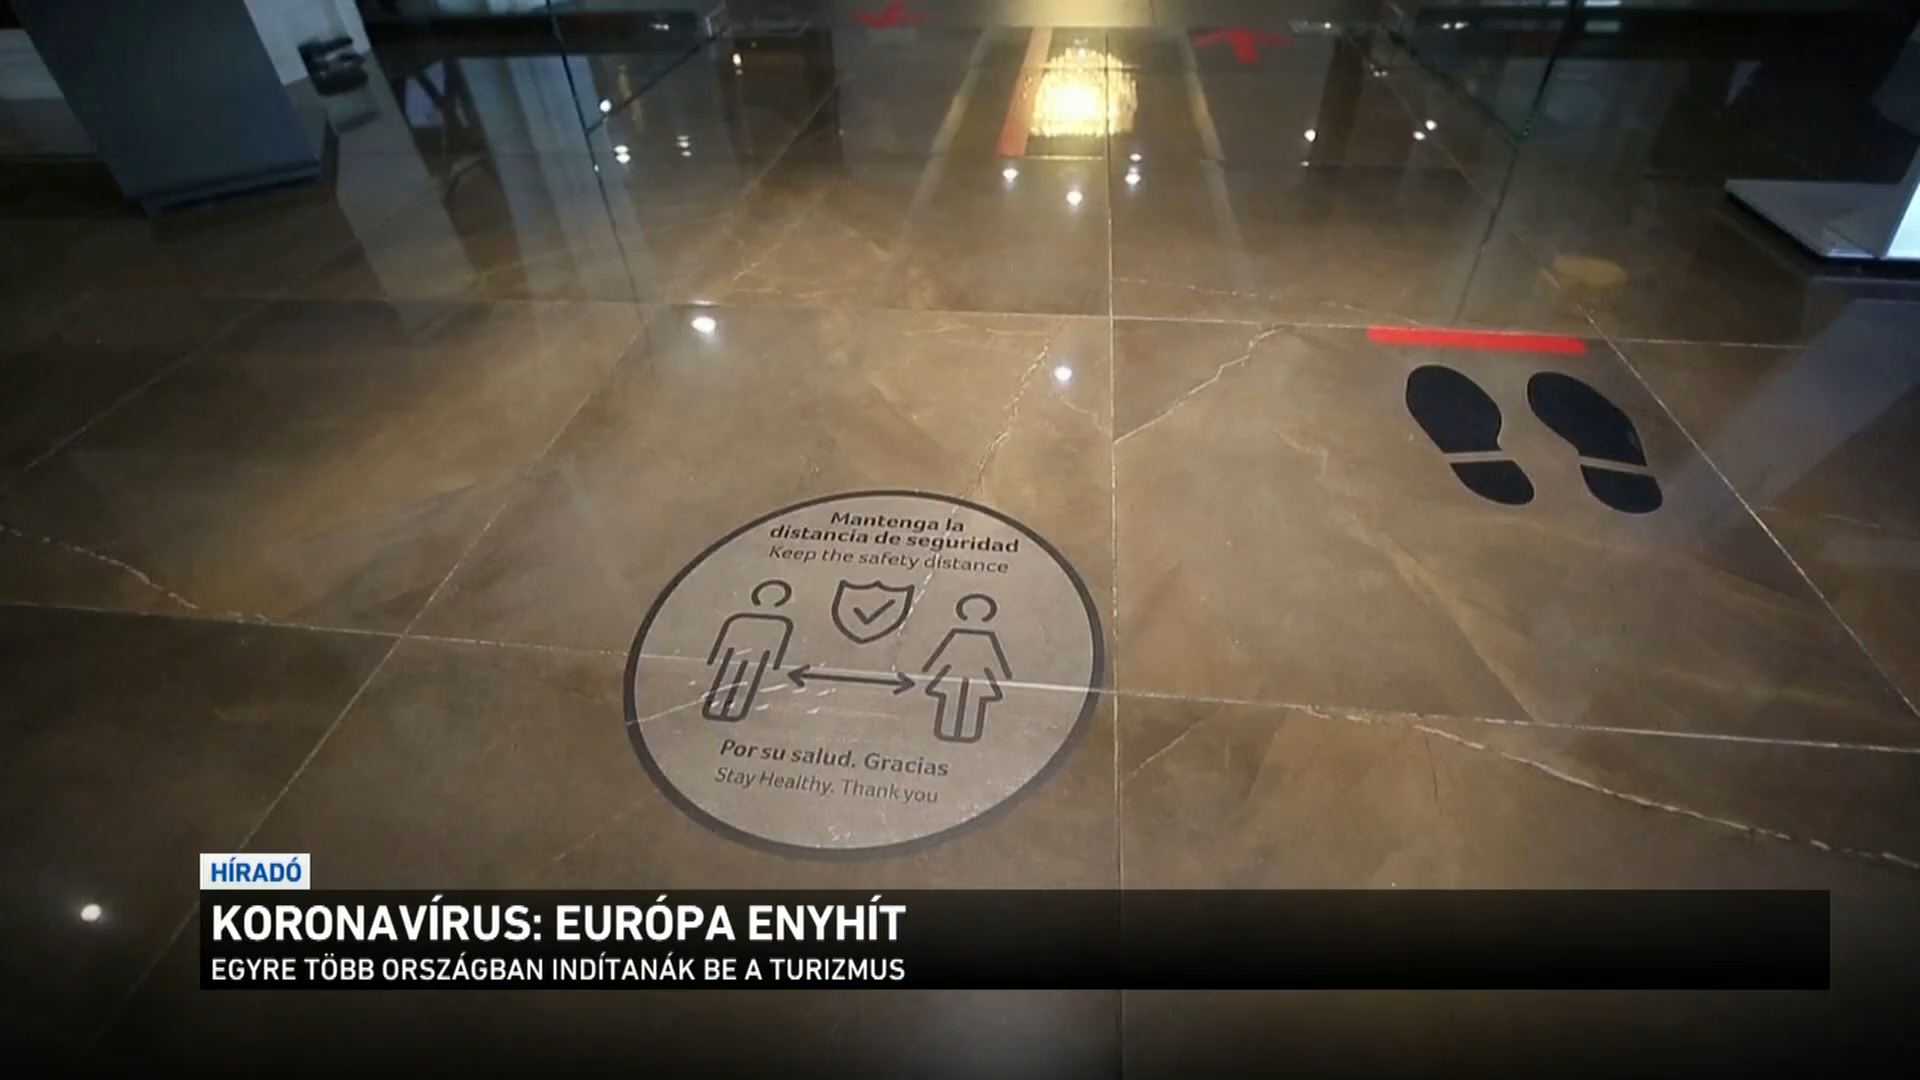 Mantenga la
distancia de seguridad
Keep the safety distance
Por su salud. Gracias
Stay Healthy. Thank you
HÍRADÓ
KORONAVÍRUS: EURÓPA ENYHÍT
EGYRE TÖBB ORSZÁGBAN INDÍTANÁK BE A TURIZMUS